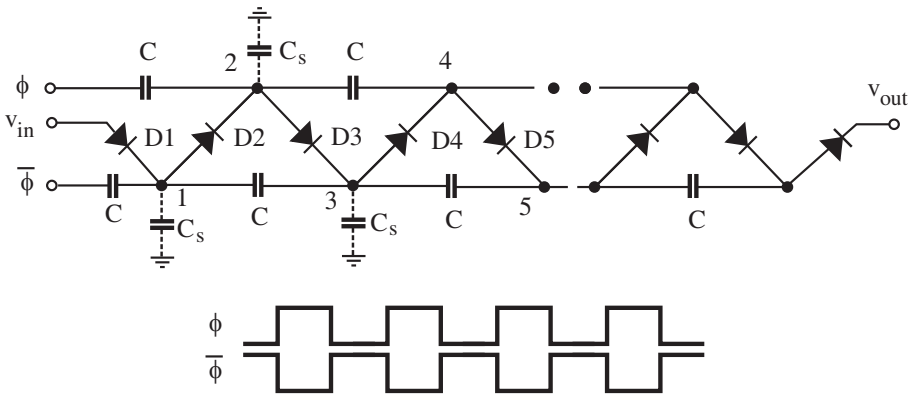 2 C_s
C C 4
ϕ
v_in v_out
D1 D2 D3 D4 D5
ϕ̅
1 3 5
C C C C
C_s C_s
ϕ
ϕ̅